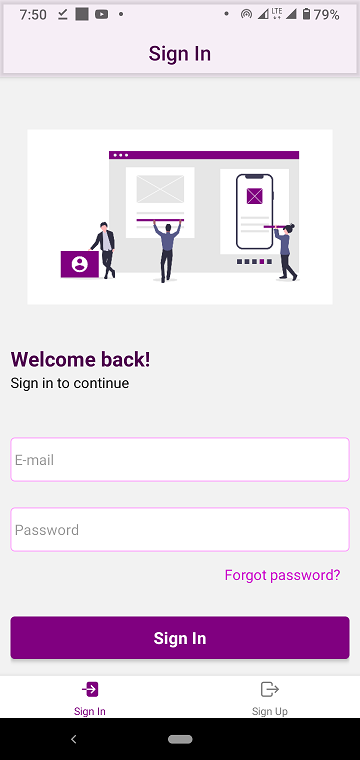 7:50 LTE 79%
Sign In
Welcome back!
Sign in to continue
E-mail
Password
Forgot password?
Sign In
Sign In Sign Up